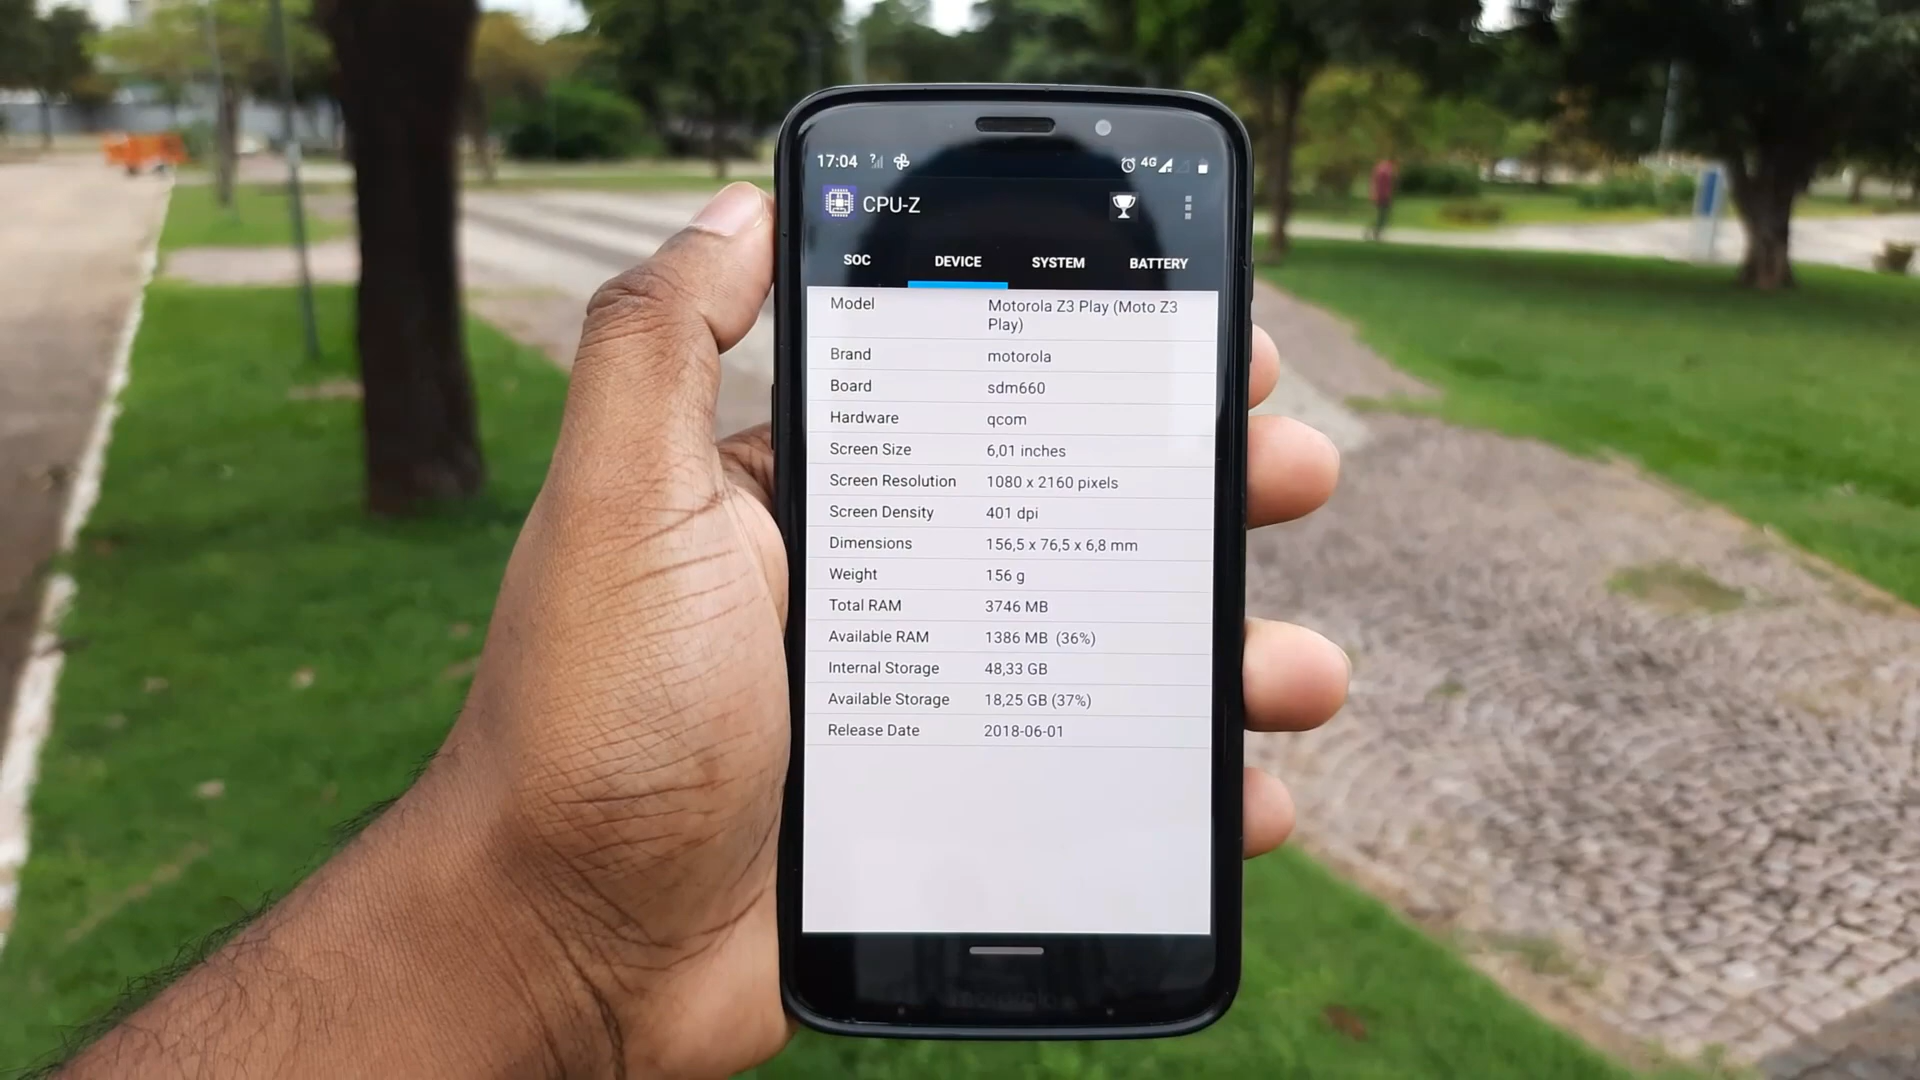 17:04 ? 4G
CPU-Z
SOC DEVICE SYSTEM BATTERY
Model Motorola Z3 Play (Moto Z3
Play)
Brand motorola
Board sdm660
Hardware qcom
Screen Size 6,01 inches
Screen Resolution 1080 x 2160 pixels
Screen Density 401 dpi
Dimensions 156,5 x 76,5 x 6,8 mm
Weight 156 g
Total RAM 3746 MB
Available RAM 1386 MB (36%)
Internal Storage 48,33 GB
Available Storage 18,25 GB (37%)
Release Date 2018-06-01